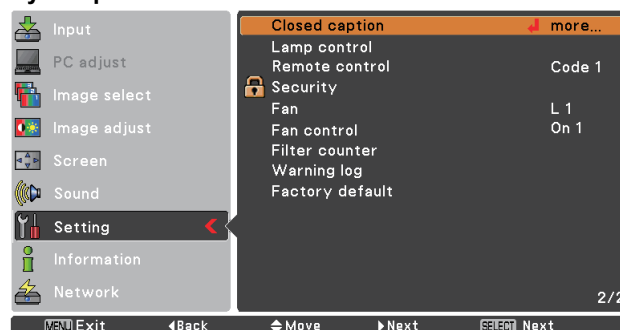 Input
PC adjust
Image select
Image adjust
Screen
Sound
Setting
Information
Network
Closed caption more...
Lamp control
Remote control Code 1
Security
Fan L 1
Fan control On 1
Filter counter
Warning log
Factory default
2/2
MENU Exit Back Move Next SELECT Next